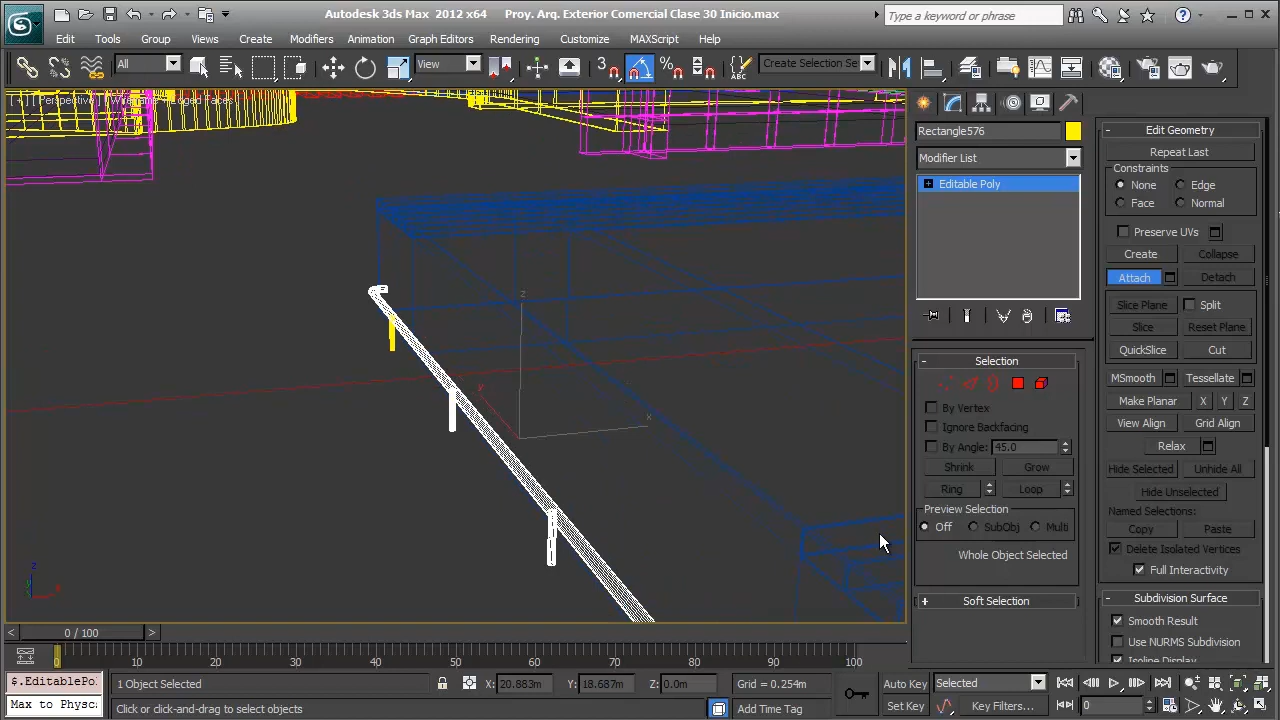 Autodesk 3ds Max 2012 x64 Proy. Arq. Exterior Comercial Clase 30 Inicio.max
Type a keyword or phrase
Edit Tools Group Views Create Modifiers Animation Graph Editors Rendering Customize MAXScript Help
All View 3 Create Selection Se
Rectangle576
Modifier List
Editable Poly
Selection
By Vertex
Ignore Backfacing
By Angle: 45.0
Shrink Grow
Ring Loop
Preview Selection
Off SubObj Multi
Whole Object Selected
+ Soft Selection
- Edit Geometry
Repeat Last
Constraints
None Edge
Face Normal
Preserve UVs
Create Collapse
Attach Detach
Slice Plane Split
Slice Reset Plane
QuickSlice Cut
MSmooth Tessellate
Make Planar X Y Z
View Align Grid Align
Relax
Hide Selected Unhide All
Hide Unselected
Named Selections:
Copy Paste
Delete Isolated Vertices
Full Interactivity
- Subdivision Surface
Smooth Result
Use NURMS Subdivision
Isoline Display
z
y
x
z
x
< 0 / 100 >
0 10 20 30 40 50 60 70 80 90 100
$.EditablePo 1 Object Selected X: 20.883m Y: 18.687m Z: 0.0m Grid = 0.254m Auto Key Selected
Max to Physc Click or click-and-drag to select objects Add Time Tag Set Key Key Filters... 0